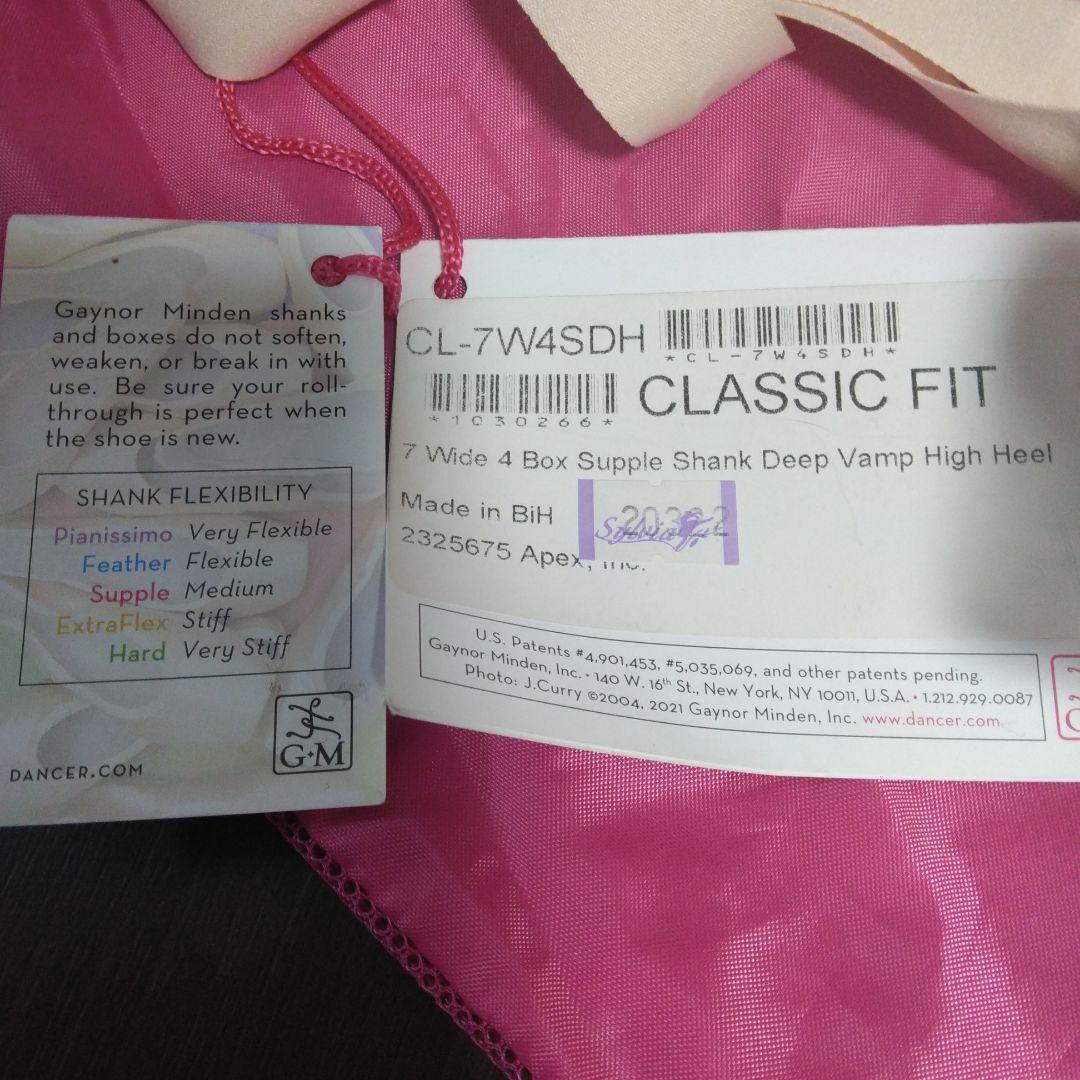 Gaynor Minden shanks
and boxes do not soften,
weaken, or break in with
use. Be sure your roll-
through is perfect when
the shoe is new.
SHANK FLEXIBILITY
Pianissimo Very Flexible
Feather Flexible
Supple Medium
ExtraFlex Stiff
Hard Very Stiff
G•M
DANCER.COM
CL-7W4SDH
*CL-7W4SDH*
*1030266*
CLASSIC FIT
7 Wide 4 Box Supple Shank Deep Vamp High Heel
Made in BiH
2325675 Apex, Inc.
U.S. Patents #4,901,453, #5,035,069, and other patents pending.
Gaynor Minden, Inc. • 140 W. 16th St., New York, NY 10011, U.S.A. • 1.212.929.0087
Photo: J.Curry ©2004, 2021 Gaynor Minden, Inc. www.dancer.com